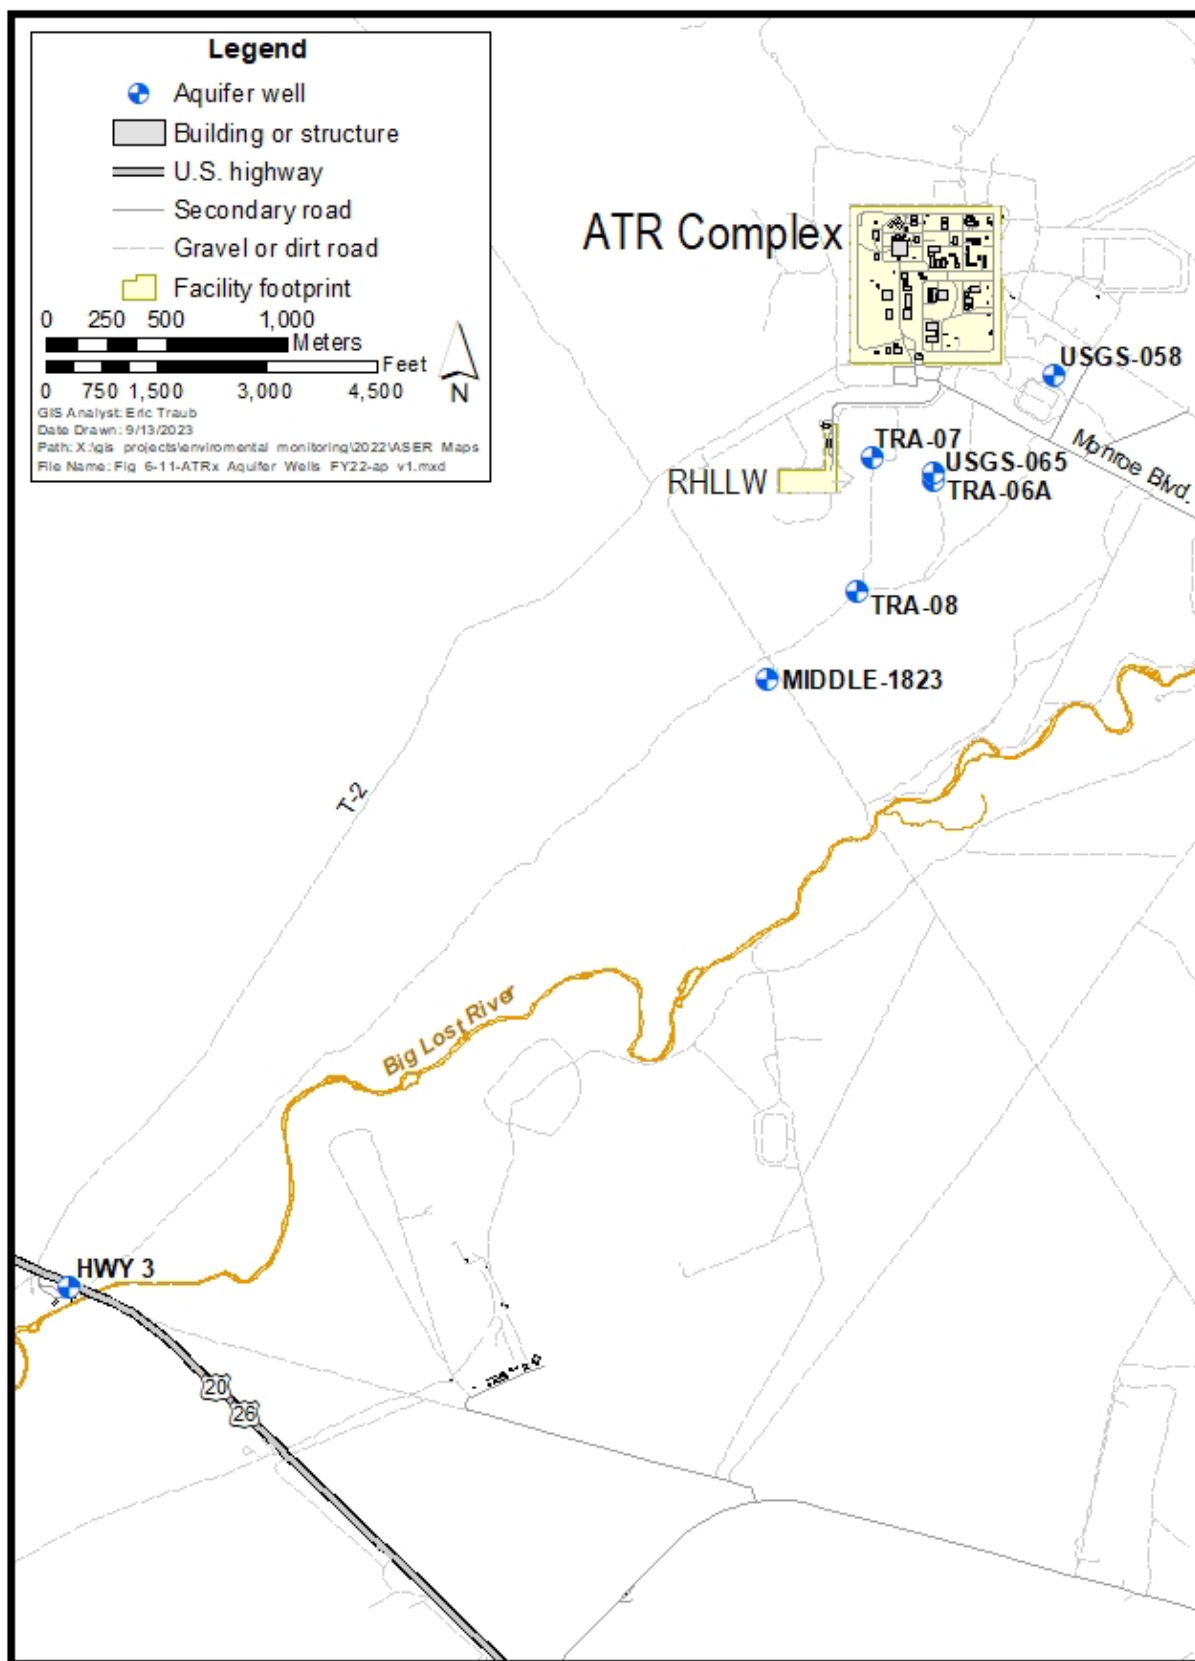 Legend
Aquifer well
Building or structure
U.S. highway
Secondary road
Gravel or dirt road
Facility footprint
0 250 500 1,000
Meters
Feet
0 750 1,500 3,000 4,500
N
GIS Analyst: Eric Traub
Date Drawn: 9/13/2023
Path: X:\gis projects\enviromental monitoring\2022\ASER Maps
File Name: Fig 6-11-ATRx Aquifer Wells FY22-ap v1.mxd
ATR Complex
USGS-058
TRA-07
USGS-065
Monroe Blvd.
RHLLW
TRA-06A
TRA-08
MIDDLE-1823
T-2
Big Lost River
HWY 3
20
26